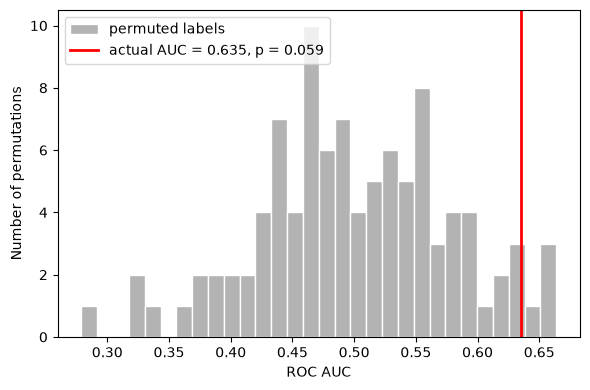 permuted labels
actual AUC = 0.635, p = 0.059
Number of permutations
10
8
6
4
2
0
0.30 0.35 0.40 0.45 0.50 0.55 0.60 0.65
ROC AUC